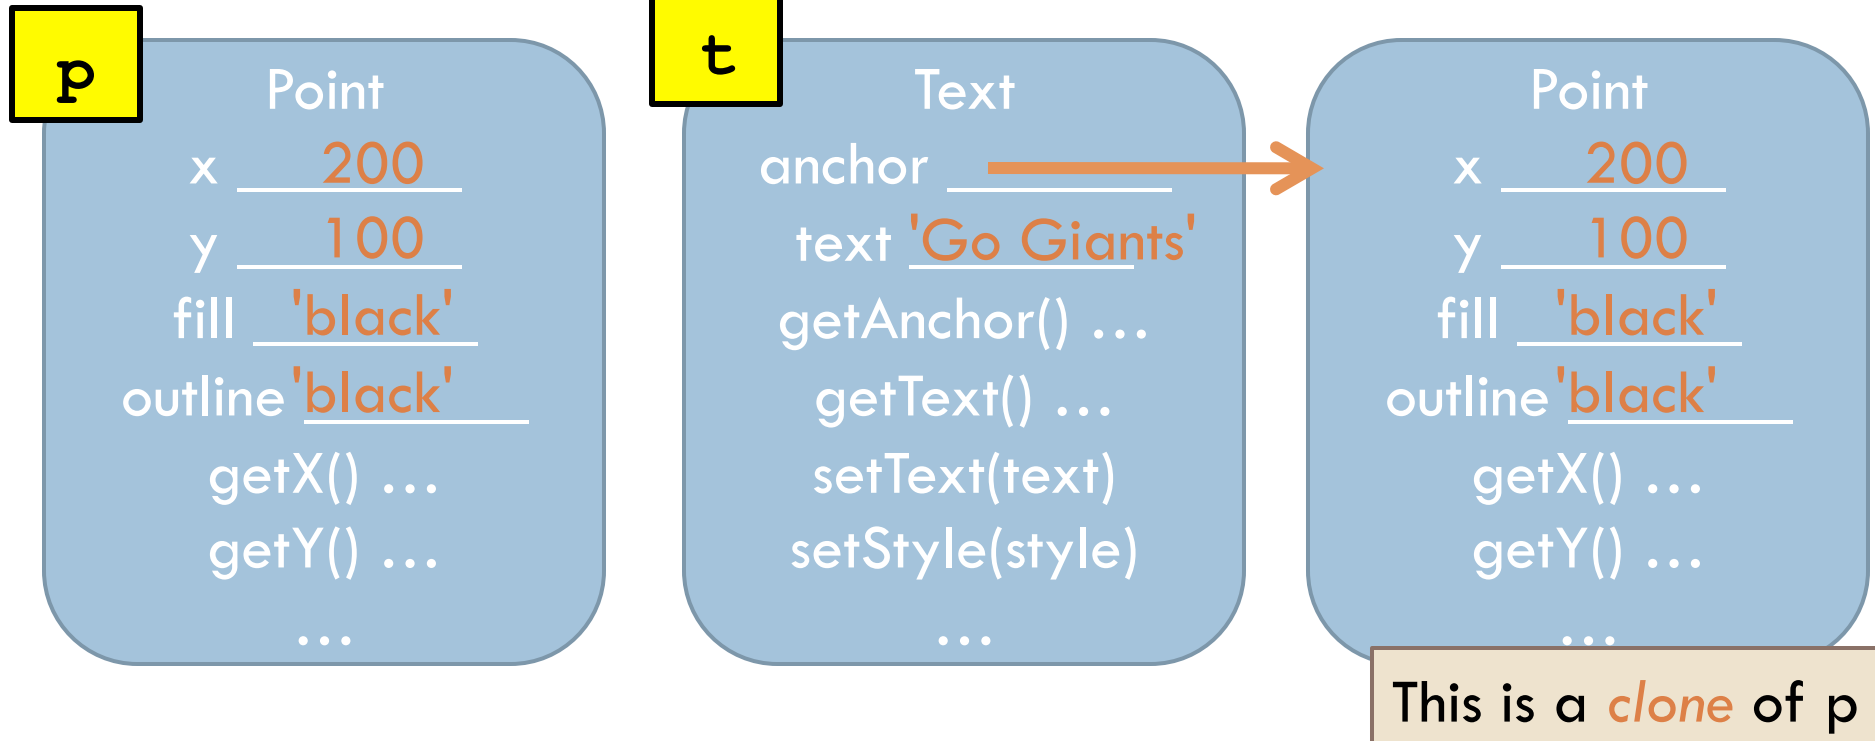 p
Point
x 200
y 100
fill 'black'
outline 'black'
getX() ...
getY() ...
...
t
Text
anchor
text 'Go Giants'
getAnchor() ...
getText() ...
setText(text)
setStyle(style)
...
Point
x 200
y 100
fill 'black'
outline 'black'
getX() ...
getY() ...
...
This is a clone of p